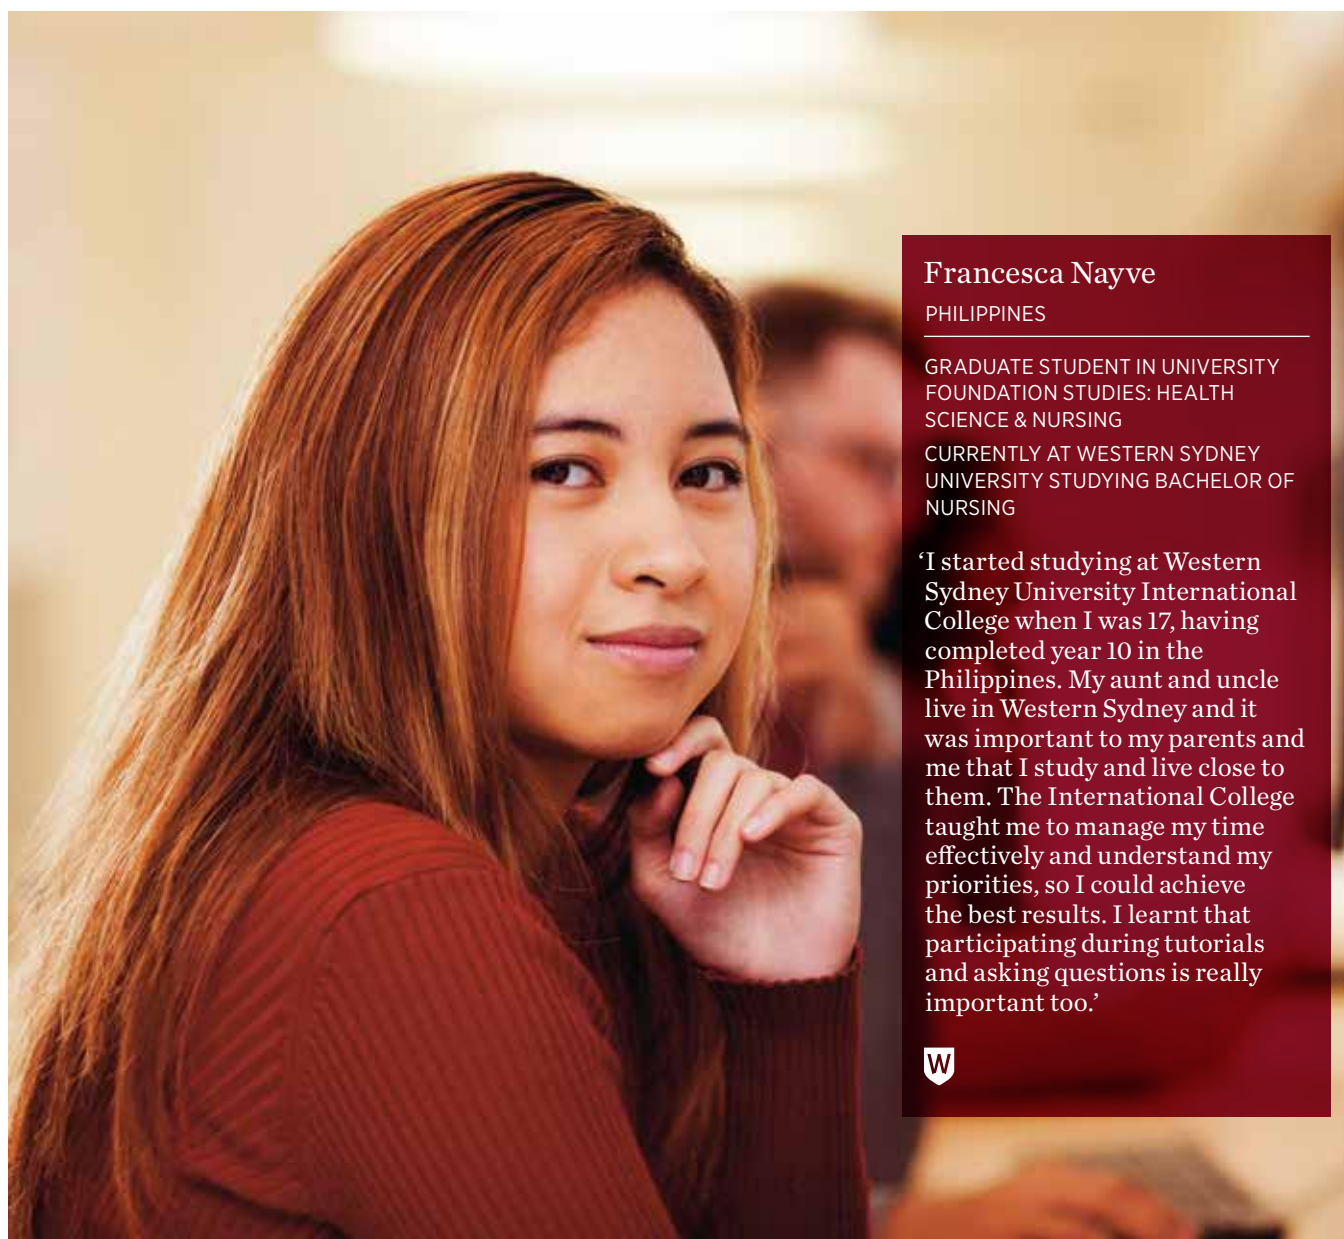 Francesca Nayve
PHILIPPINES
GRADUATE STUDENT IN UNIVERSITY
FOUNDATION STUDIES: HEALTH
SCIENCE & NURSING
CURRENTLY AT WESTERN SYDNEY
UNIVERSITY STUDYING BACHELOR OF
NURSING
‘I started studying at Western
Sydney University International
College when I was 17, having
completed year 10 in the
Philippines. My aunt and uncle
live in Western Sydney and it
was important to my parents and
me that I study and live close to
them. The International College
taught me to manage my time
effectively and understand my
priorities, so I could achieve
the best results. I learnt that
participating during tutorials
and asking questions is really
important too.’
W